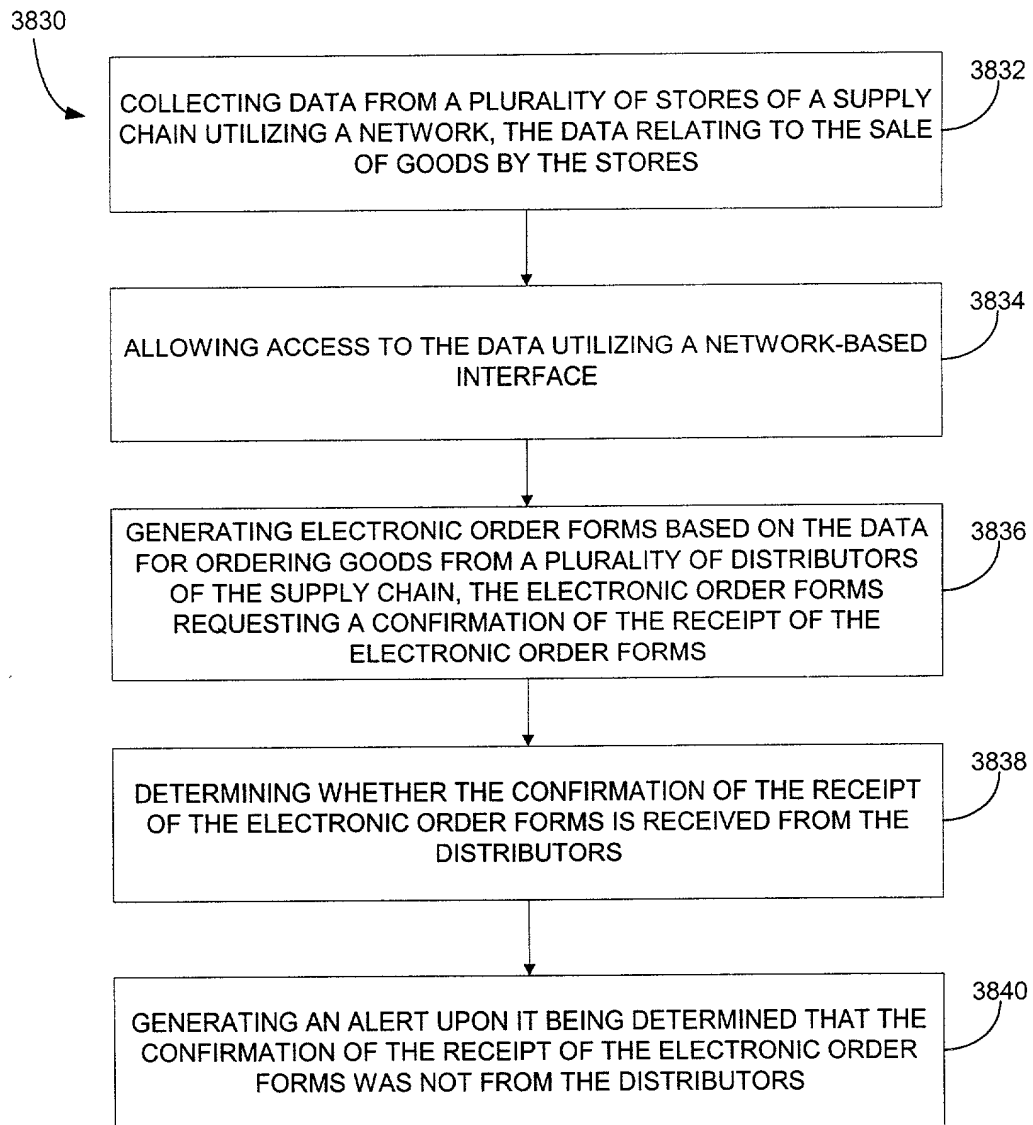 3830
3832
COLLECTING DATA FROM A PLURALITY OF STORES OF A SUPPLY
CHAIN UTILIZING A NETWORK, THE DATA RELATING TO THE SALE
OF GOODS BY THE STORES
3834
ALLOWING ACCESS TO THE DATA UTILIZING A NETWORK-BASED
INTERFACE
3836
GENERATING ELECTRONIC ORDER FORMS BASED ON THE DATA
FOR ORDERING GOODS FROM A PLURALITY OF DISTRIBUTORS
OF THE SUPPLY CHAIN, THE ELECTRONIC ORDER FORMS
REQUESTING A CONFIRMATION OF THE RECEIPT OF THE
ELECTRONIC ORDER FORMS
3838
DETERMINING WHETHER THE CONFIRMATION OF THE RECEIPT
OF THE ELECTRONIC ORDER FORMS IS RECEIVED FROM THE
DISTRIBUTORS
3840
GENERATING AN ALERT UPON IT BEING DETERMINED THAT THE
CONFIRMATION OF THE RECEIPT OF THE ELECTRONIC ORDER
FORMS WAS NOT FROM THE DISTRIBUTORS